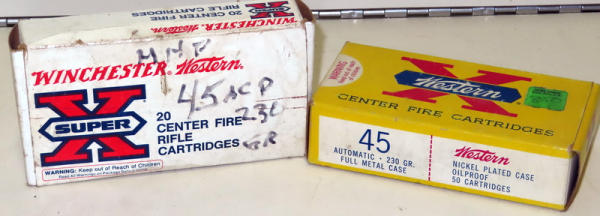 20 CENTER FIRE
RIFLE CARTRIDGES
M M P
WINCHESTER Western
45 ACP
230
GR
X
SUPER
20
CENTER FIRE
RIFLE
CARTRIDGES
WARNING: Keep out of Reach of Children
X
Western
CENTER FIRE CARTRIDGES
45
AUTOMATIC · 230 GR.
FULL METAL CASE
Western
NICKEL PLATED CASE
OILPROOF
50 CARTRIDGES